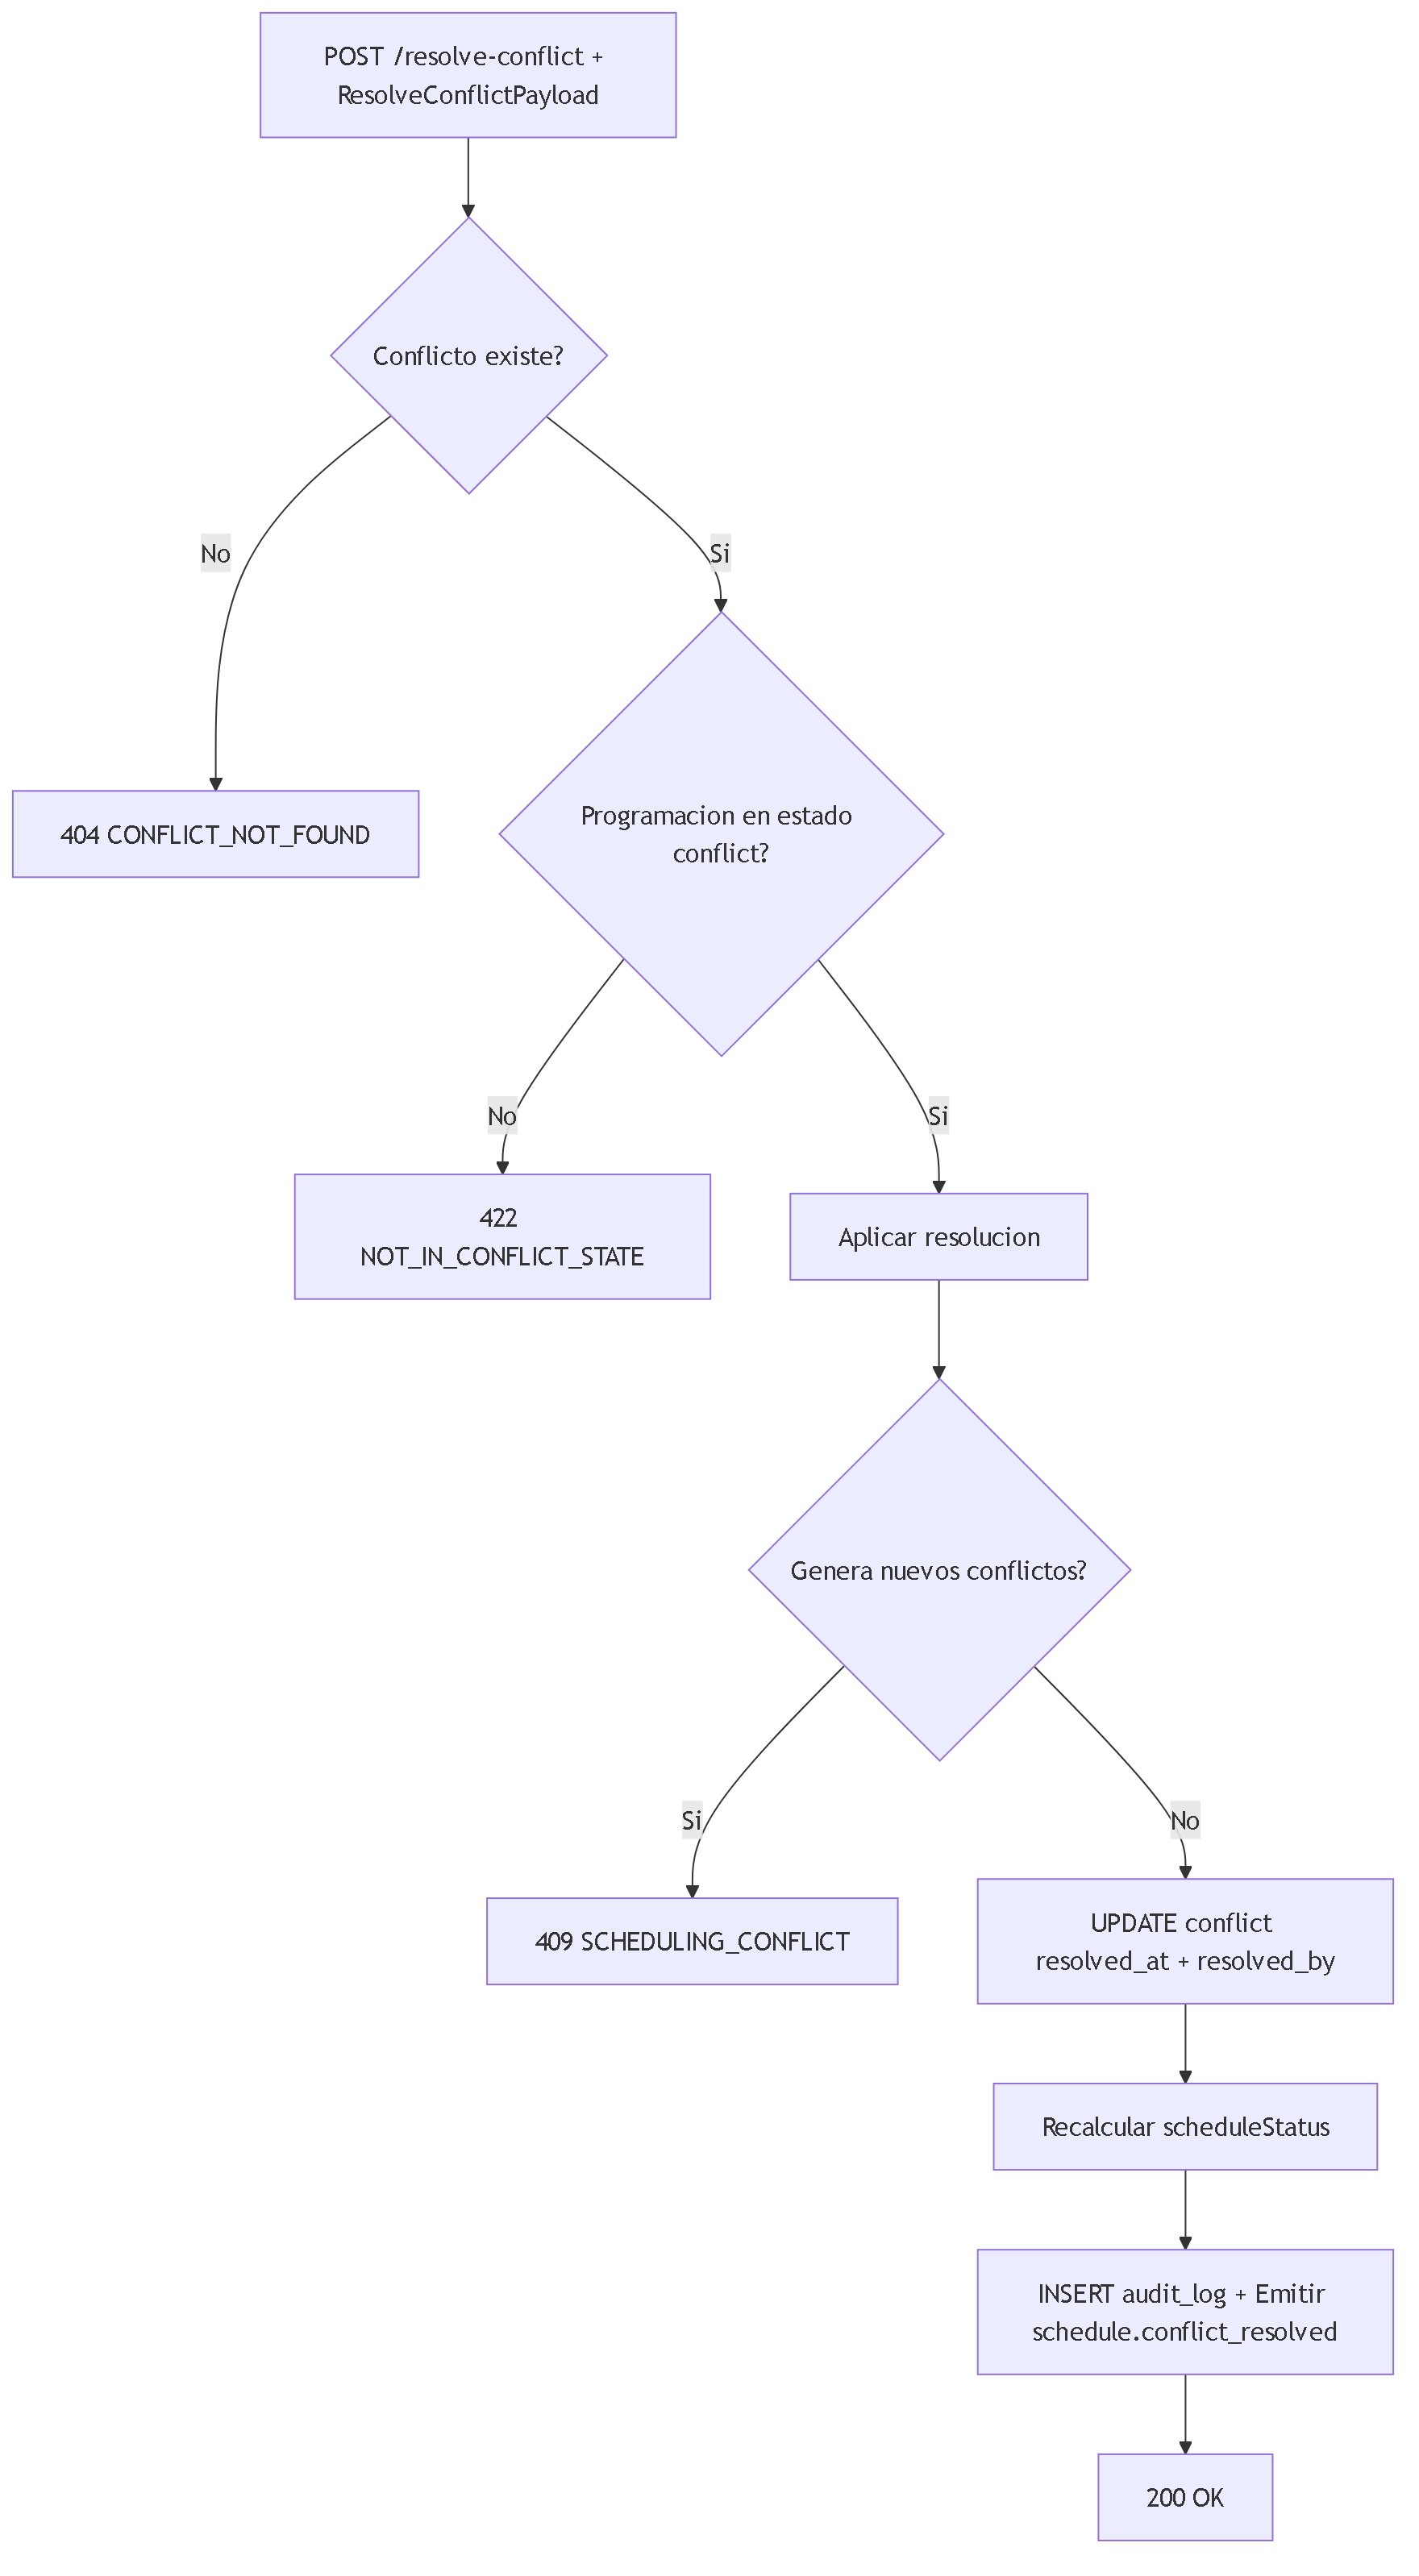 POST /resolve-conflict +
ResolveConflictPayload
Conflicto existe?
No
Si
Programacion en estado
conflict?
404 CONFLICT_NOT_FOUND
No
Si
422
NOT_IN_CONFLICT_STATE
Aplicar resolucion
Genera nuevos conflictos?
Si
No
409 SCHEDULING_CONFLICT
UPDATE conflict
resolved_at + resolved_by
Recalcular scheduleStatus
INSERT audit_log + Emitir
schedule.conflict_resolved
200 OK